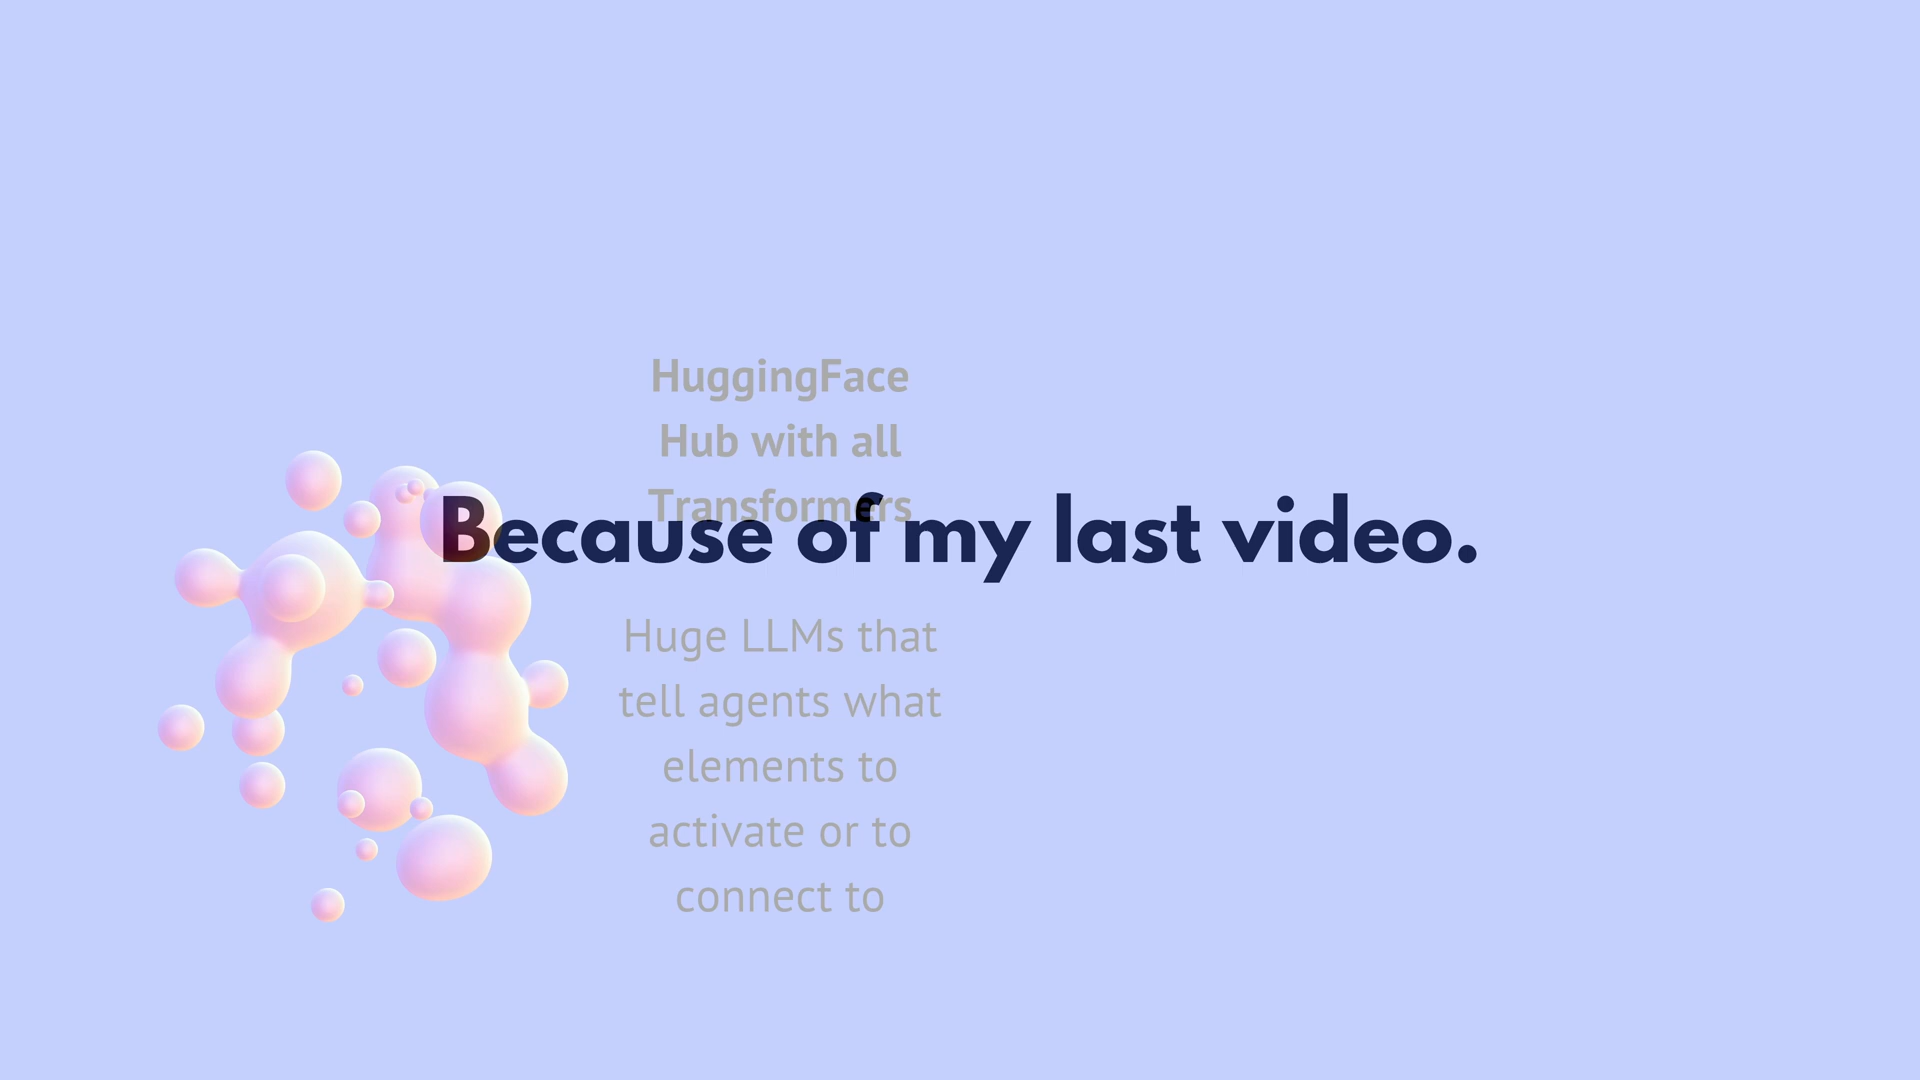 HuggingFace
Hub with all
Transformers
Because of my last video.
Huge LLMs that
tell agents what
elements to
activate or to
connect to